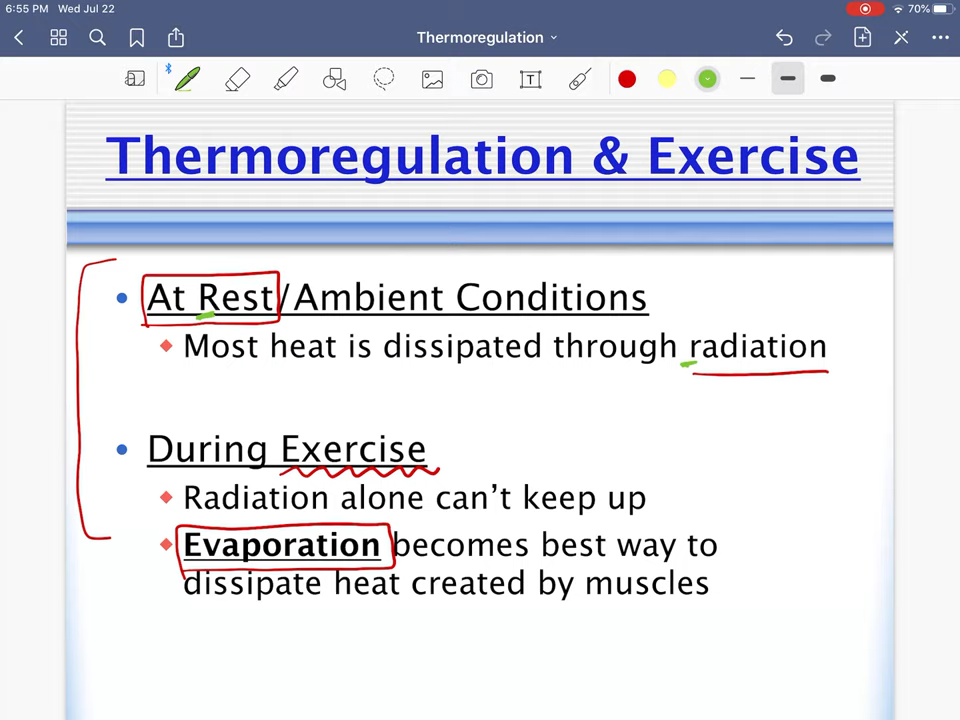 6:55 PM Wed Jul 22
70%
Thermoregulation
T
Thermoregulation & Exercise
• At Rest/Ambient Conditions
Most heat is dissipated through radiation
• During Exercise
Radiation alone can’t keep up
Evaporation becomes best way to
dissipate heat created by muscles